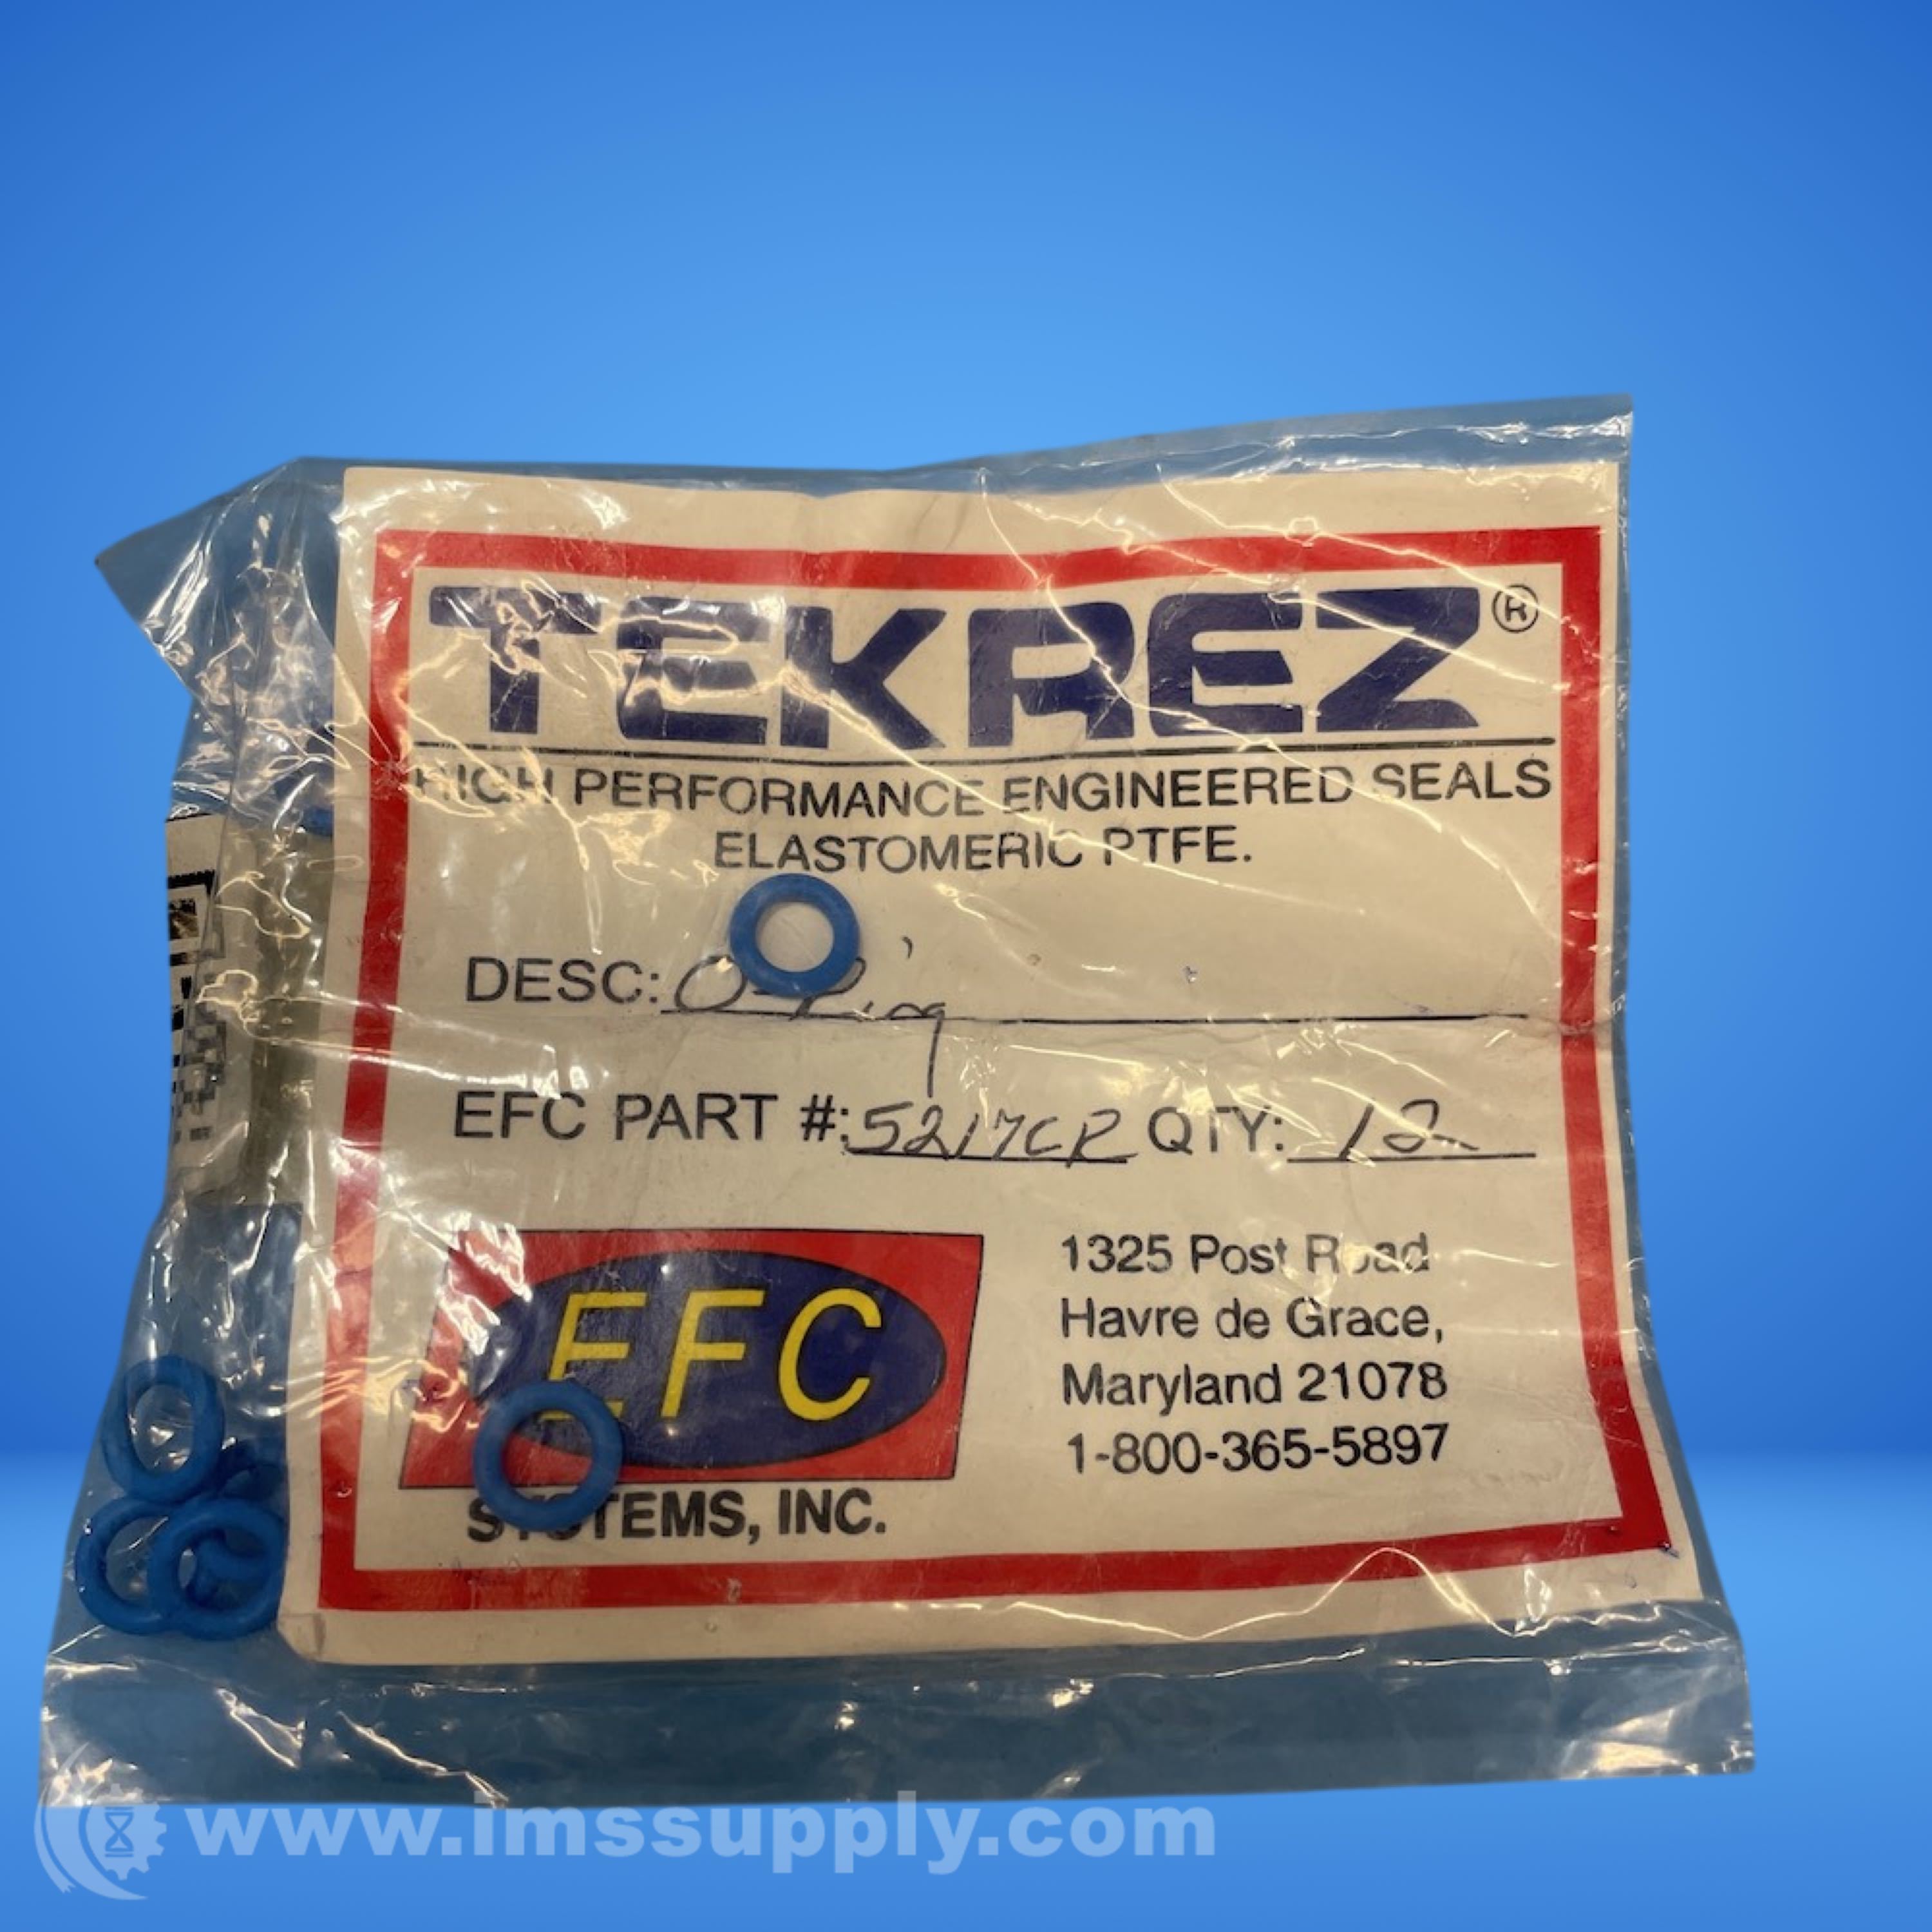 TEKREZ®
HIGH PERFORMANCE ENGINEERED SEALS
ELASTOMERIC PTFE.
DESC: O-Ring
EFC PART #: 5217CR QTY: 12
EFC
SYSTEMS, INC.
1325 Post Road
Havre de Grace,
Maryland 21078
1-800-365-5897
www.imssupply.com